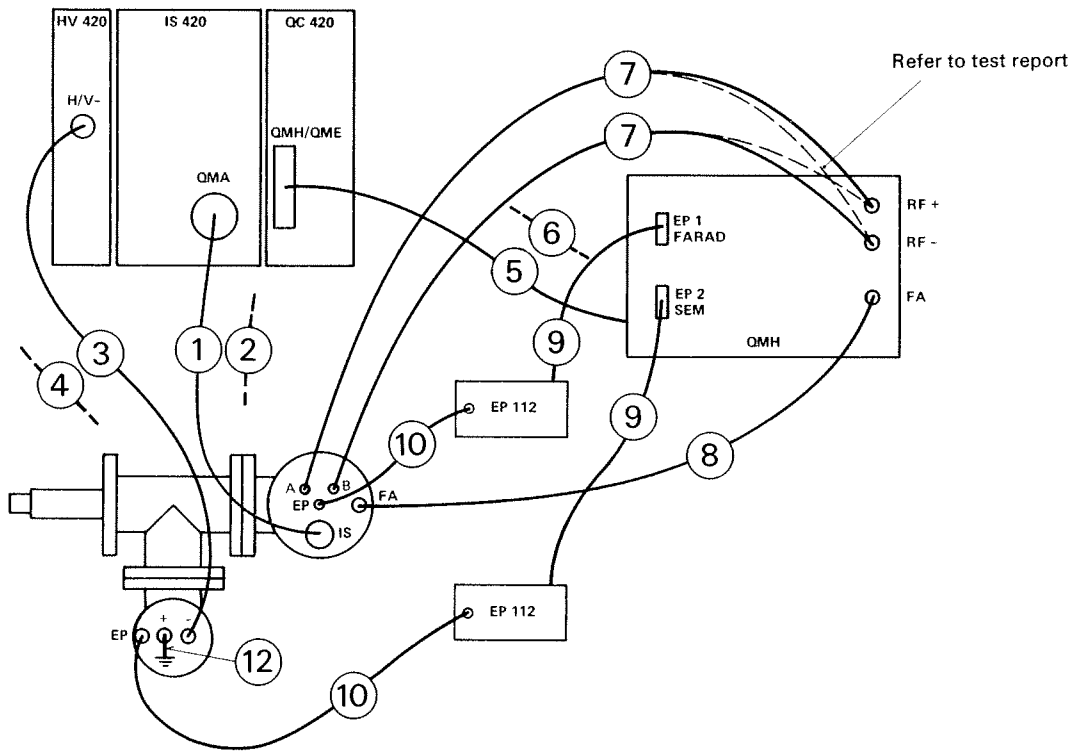 HV 420
IS 420
QC 420
H/V-
QMA
QMH/QME
7
7
Refer to test report
RF +
RF -
FA
EP 1
FARAD
EP 2
SEM
QMH
6
5
9
9
3
4
1
2
EP 112
10
8
A
B
EP
FA
IS
EP
+
-
12
EP 112
10